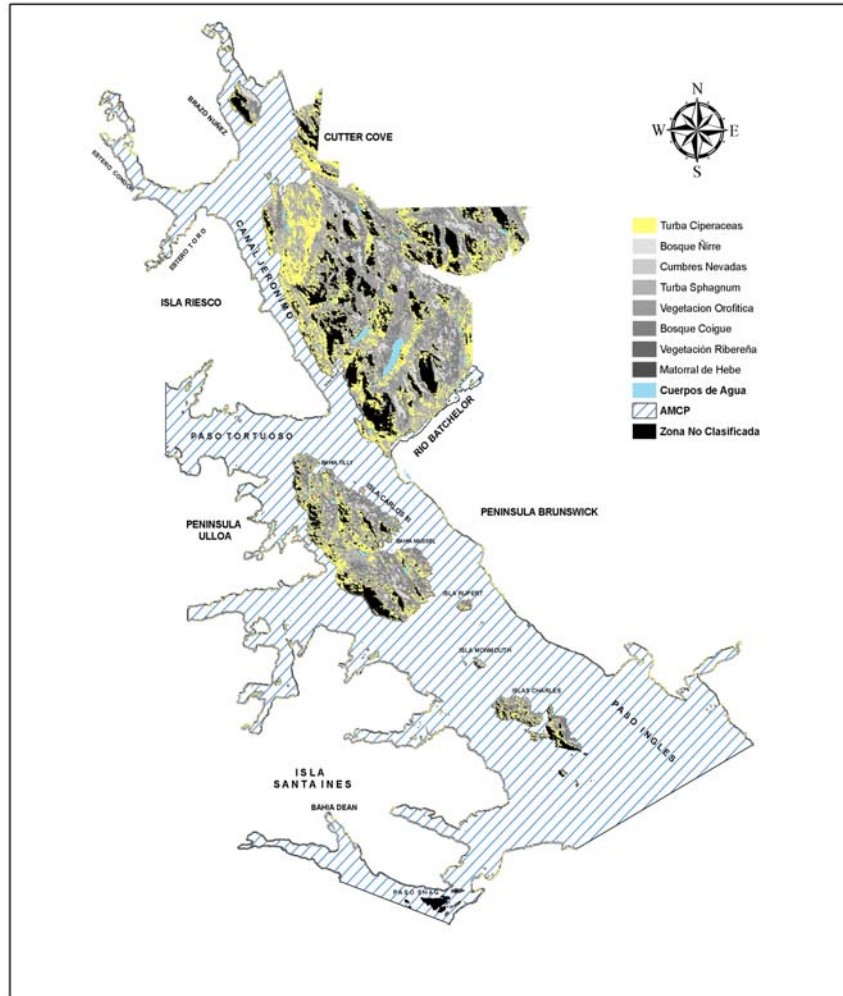 BRAZO NUÑEZ
CUTTER COVE
ESTERO CONDOR
ESTERO TORO
CANAL JERONIMO
ISLA RIESCO
RIO BATCHELOR
PASO TORTUOSO
BAHIA TILLY
ISLA CARLOS III
PENINSULA
ULLOA
PENINSULA BRUNSWICK
BAHIA MUSSEL
ISLA RUPERT
ISLA MONMOUTH
ISLAS CHARLES
PASO INGLES
ISLA
SANTA INES
BAHIA DEAN
PASO SHAG
N
W
E
S
Turba Ciperaceas
Bosque Ñirre
Cumbres Nevadas
Turba Sphagnum
Vegetacion Orofitica
Bosque Coigue
Vegetación Ribereña
Matorral de Hebe
Cuerpos de Agua
AMCP
Zona No Clasificada